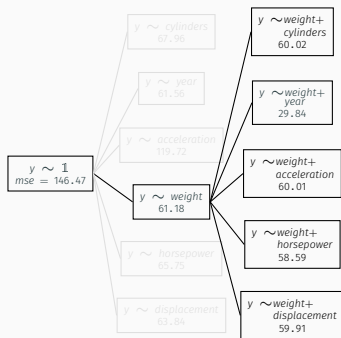 y ∼ cylinders
67.90
y ∼ year
61.56
y ∼ acceleration
119.72
y ∼ 𝟙
mse = 146.47
y ∼ weight
61.18
y ∼ horsepower
65.75
y ∼ displacement
63.84
y ∼weight+
cylinders
60.02
y ∼weight+
year
29.84
y ∼weight+
acceleration
60.01
y ∼weight+
horsepower
58.59
y ∼weight+
displacement
59.91